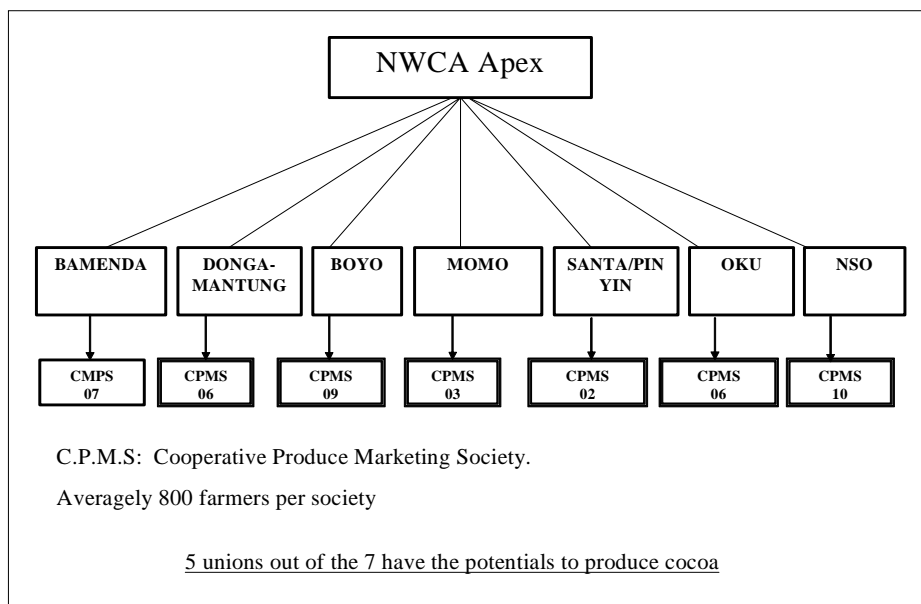 NWCA Apex
BAMENDA
DONGA-
MANTUNG
BOYO
MOMO
SANTA/PIN
YIN
OKU
NSO
CMPS
07
CPMS
06
CPMS
09
CPMS
03
CPMS
02
CPMS
06
CPMS
10
C.P.M.S: Cooperative Produce Marketing Society.
Averagely 800 farmers per society
5 unions out of the 7 have the potentials to produce cocoa